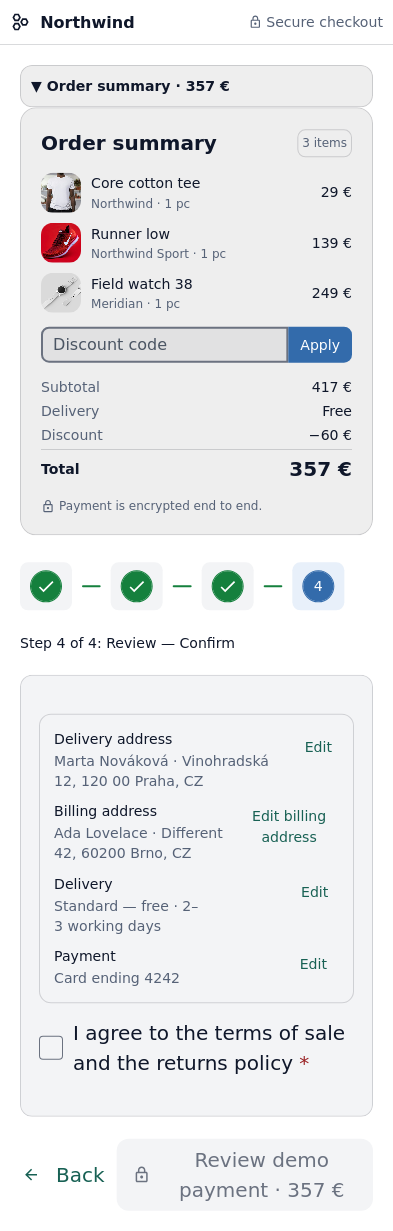 Northwind
Secure checkout
▼ Order summary · 357 €
Order summary
3 items
Core cotton tee
Northwind · 1 pc
29 €
Runner low
Northwind Sport · 1 pc
139 €
Field watch 38
Meridian · 1 pc
249 €
Discount code
Apply
Subtotal
417 €
Delivery
Free
Discount
−60 €
Total
357 €
Payment is encrypted end to end.
4
Step 4 of 4: Review — Confirm
Delivery address
Marta Nováková · Vinohradská
12, 120 00 Praha, CZ
Edit
Billing address
Ada Lovelace · Different
42, 60200 Brno, CZ
Edit billing
address
Delivery
Standard — free · 2–
3 working days
Edit
Payment
Card ending 4242
Edit
I agree to the terms of sale
and the returns policy *
← Back
Review demo
payment · 357 €